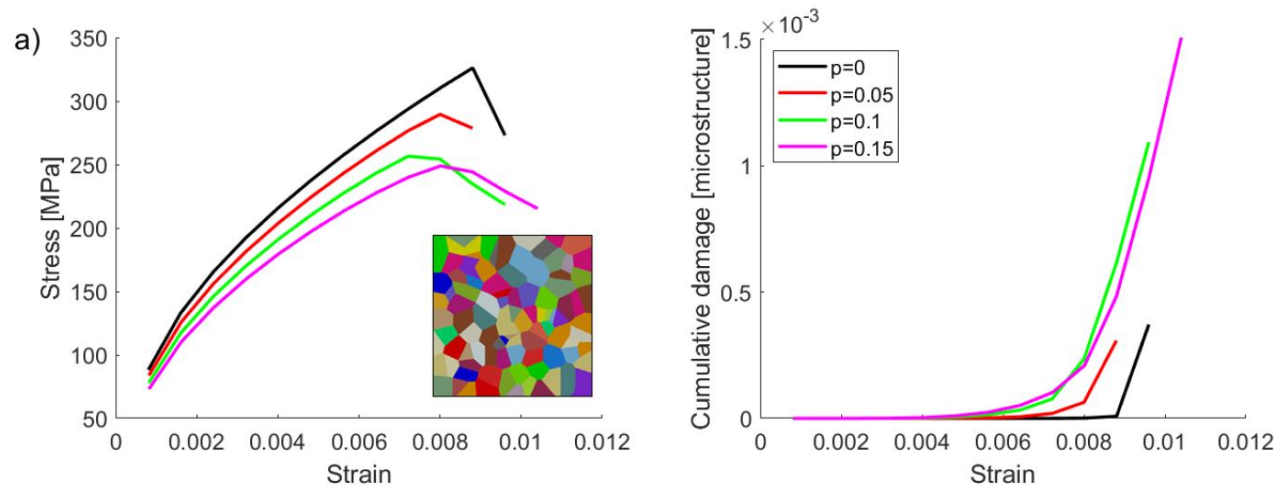 a)
Stress [MPa]
350
300
250
200
150
100
50
0
0.002
0.004
0.006
0.008
0.01
0.012
Strain
Cumulative damage [microstructure]
×10⁻³
1.5
1
0.5
0
p=0
p=0.05
p=0.1
p=0.15
0
0.002
0.004
0.006
0.008
0.01
0.012
Strain